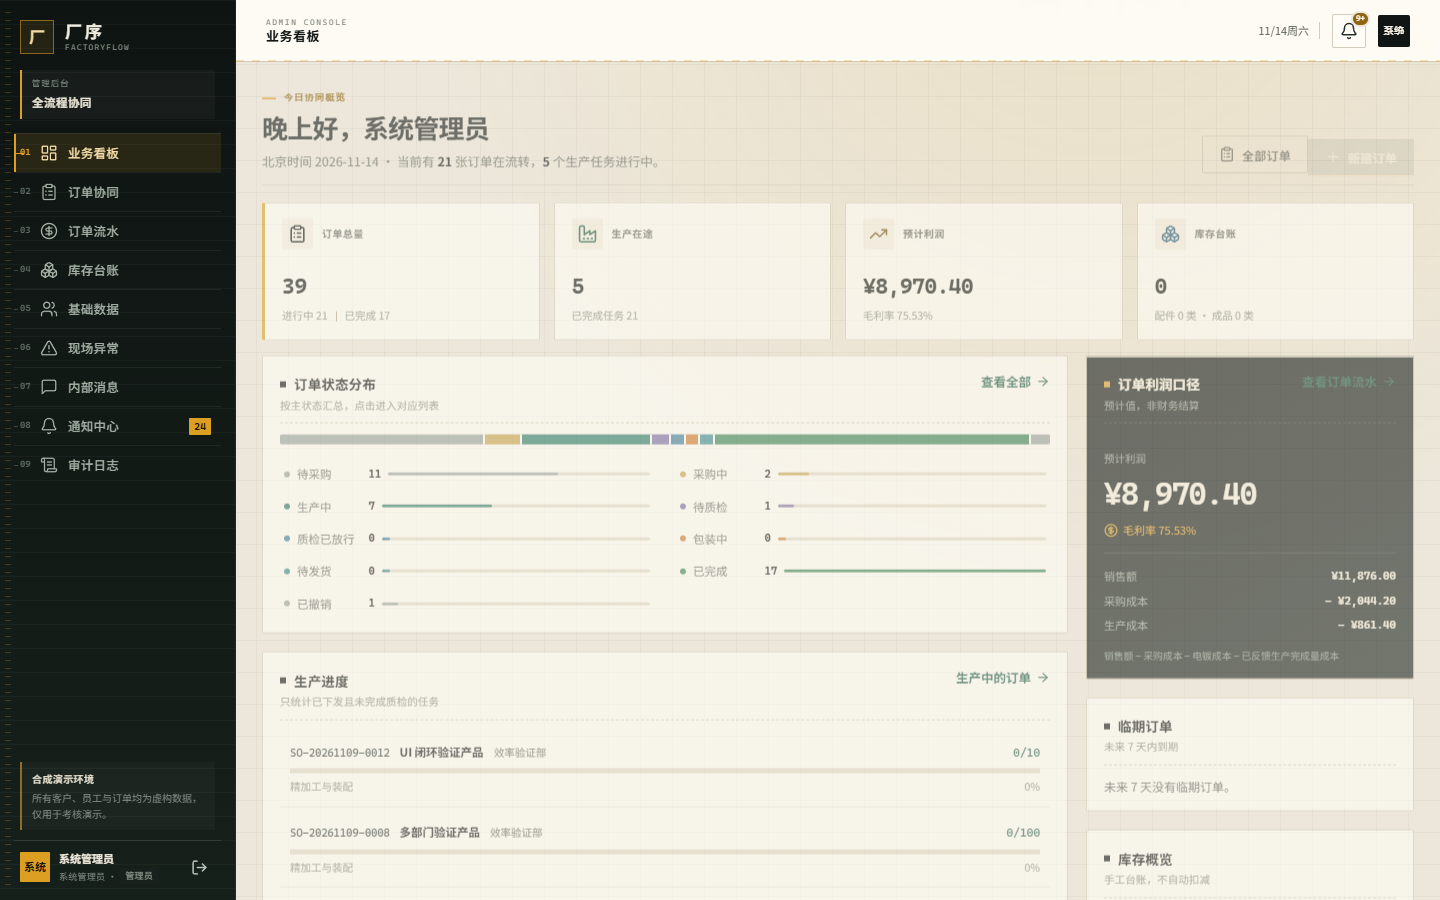 厂
厂序
FACTORYFLOW
管理后台
全流程协同
01 业务看板
02 订单协同
03 订单流水
04 库存台账
05 基础数据
06 现场异常
07 内部消息
08 通知中心 24
09 审计日志
合成演示环境
所有客户、员工与订单均为虚构数据，
仅用于考核演示。
系统
系统管理员
系统管理员 · 管理员
ADMIN CONSOLE
业务看板
11/14周六
9+
系统
今日协同概览
晚上好，系统管理员
北京时间 2026-11-14 · 当前有 21 张订单在流转，5 个生产任务进行中。
全部订单
+ 新建订单
订单总量
39
进行中 21 | 已完成 17
生产在途
5
已完成任务 21
预计利润
¥8,970.40
毛利率 75.53%
库存台账
0
配件 0 类 · 成品 0 类
订单状态分布
查看全部 →
按主状态汇总，点击进入对应列表
待采购 11
采购中 2
生产中 7
待质检 1
质检已放行 0
包装中 0
待发货 0
已完成 17
已撤销 1
订单利润口径
查看订单流水 →
预计值，非财务结算
预计利润
¥8,970.40
毛利率 75.53%
销售额 ¥11,876.00
采购成本 − ¥2,044.20
生产成本 − ¥861.40
销售额 − 采购成本 − 电镀成本 − 已反馈生产完成量成本
生产进度
生产中的订单 →
只统计已下发且未完成质检的任务
SO-20261109-0012 UI 闭环验证产品 效率验证部 0/10
精加工与装配 0%
SO-20261109-0008 多部门验证产品 效率验证部 0/100
精加工与装配 0%
临期订单
未来 7 天内到期
未来 7 天没有临期订单。
库存概览
手工台账，不自动扣减